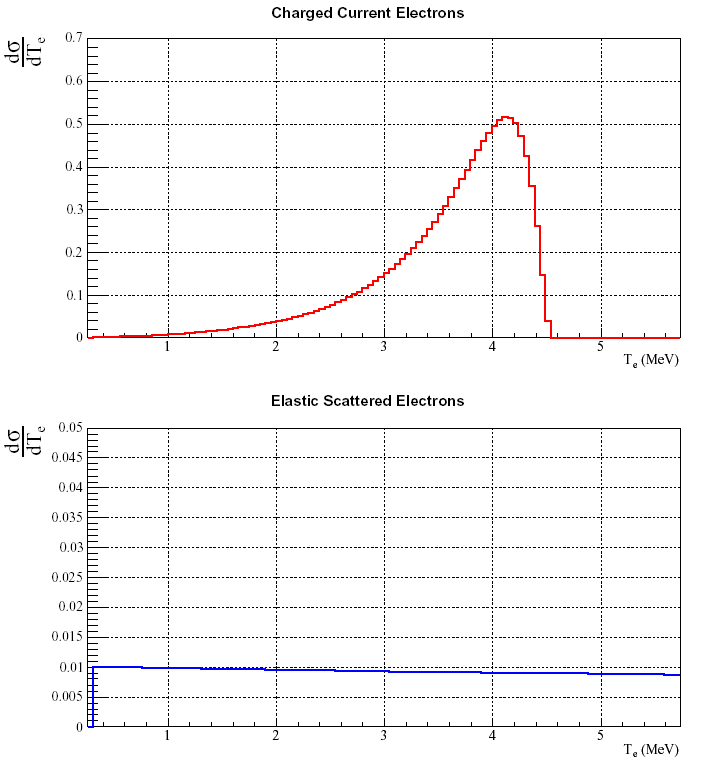 Charged Current Electrons
dσ
dTe
0.7
0.6
0.5
0.4
0.3
0.2
0.1
0
1 2 3 4 5
Te (MeV)
Elastic Scattered Electrons
dσ
dTe
0.05
0.045
0.04
0.035
0.03
0.025
0.02
0.015
0.01
0.005
0
1 2 3 4 5
Te (MeV)